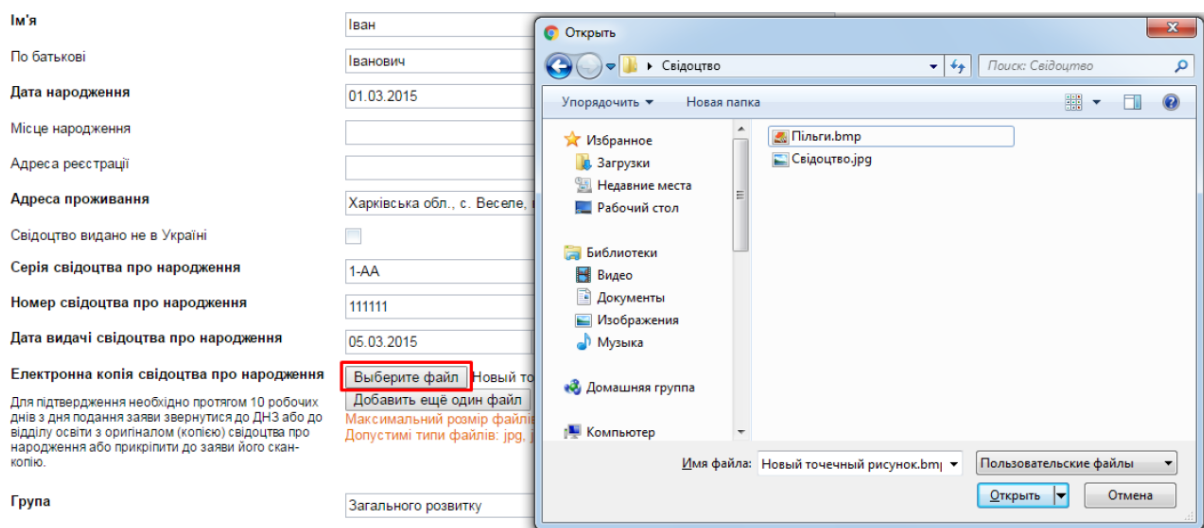 Ім'я
Іван
По батькові
Іванович
Дата народження
01.03.2015
Місце народження
Адреса реєстрації
Адреса проживання
Харківська обл., с. Веселе,
Свідоцтво видано не в Україні
Серія свідоцтва про народження
1-АА
Номер свідоцтва про народження
111111
Дата видачі свідоцтва про народження
05.03.2015
Електронна копія свідоцтва про народження
Выберите файл Новый то
Добавить ещё один файл
Максимальний розмір файлів
Допустимі типи файлів: jpg, j
Для підтвердження необхідно протягом 10 робочих
днів з дня подання заяви звернутися до ДНЗ або до
відділу освіти з оригіналом (копією) свідоцтва про
народження або прикріпити до заяви його скан-
копію.
Група
Загального розвитку
Открыть
Свідоцтво
Поиск: Свідоцтво
Упорядочить
Новая папка
Избранное
Загрузки
Недавние места
Рабочий стол
Библиотеки
Видео
Документы
Изображения
Музыка
Домашняя группа
Компьютер
Пільги.bmp
Свідоцтво.jpg
Имя файла: Новый точечный рисунок.bmp
Пользовательские файлы
Открыть
Отмена